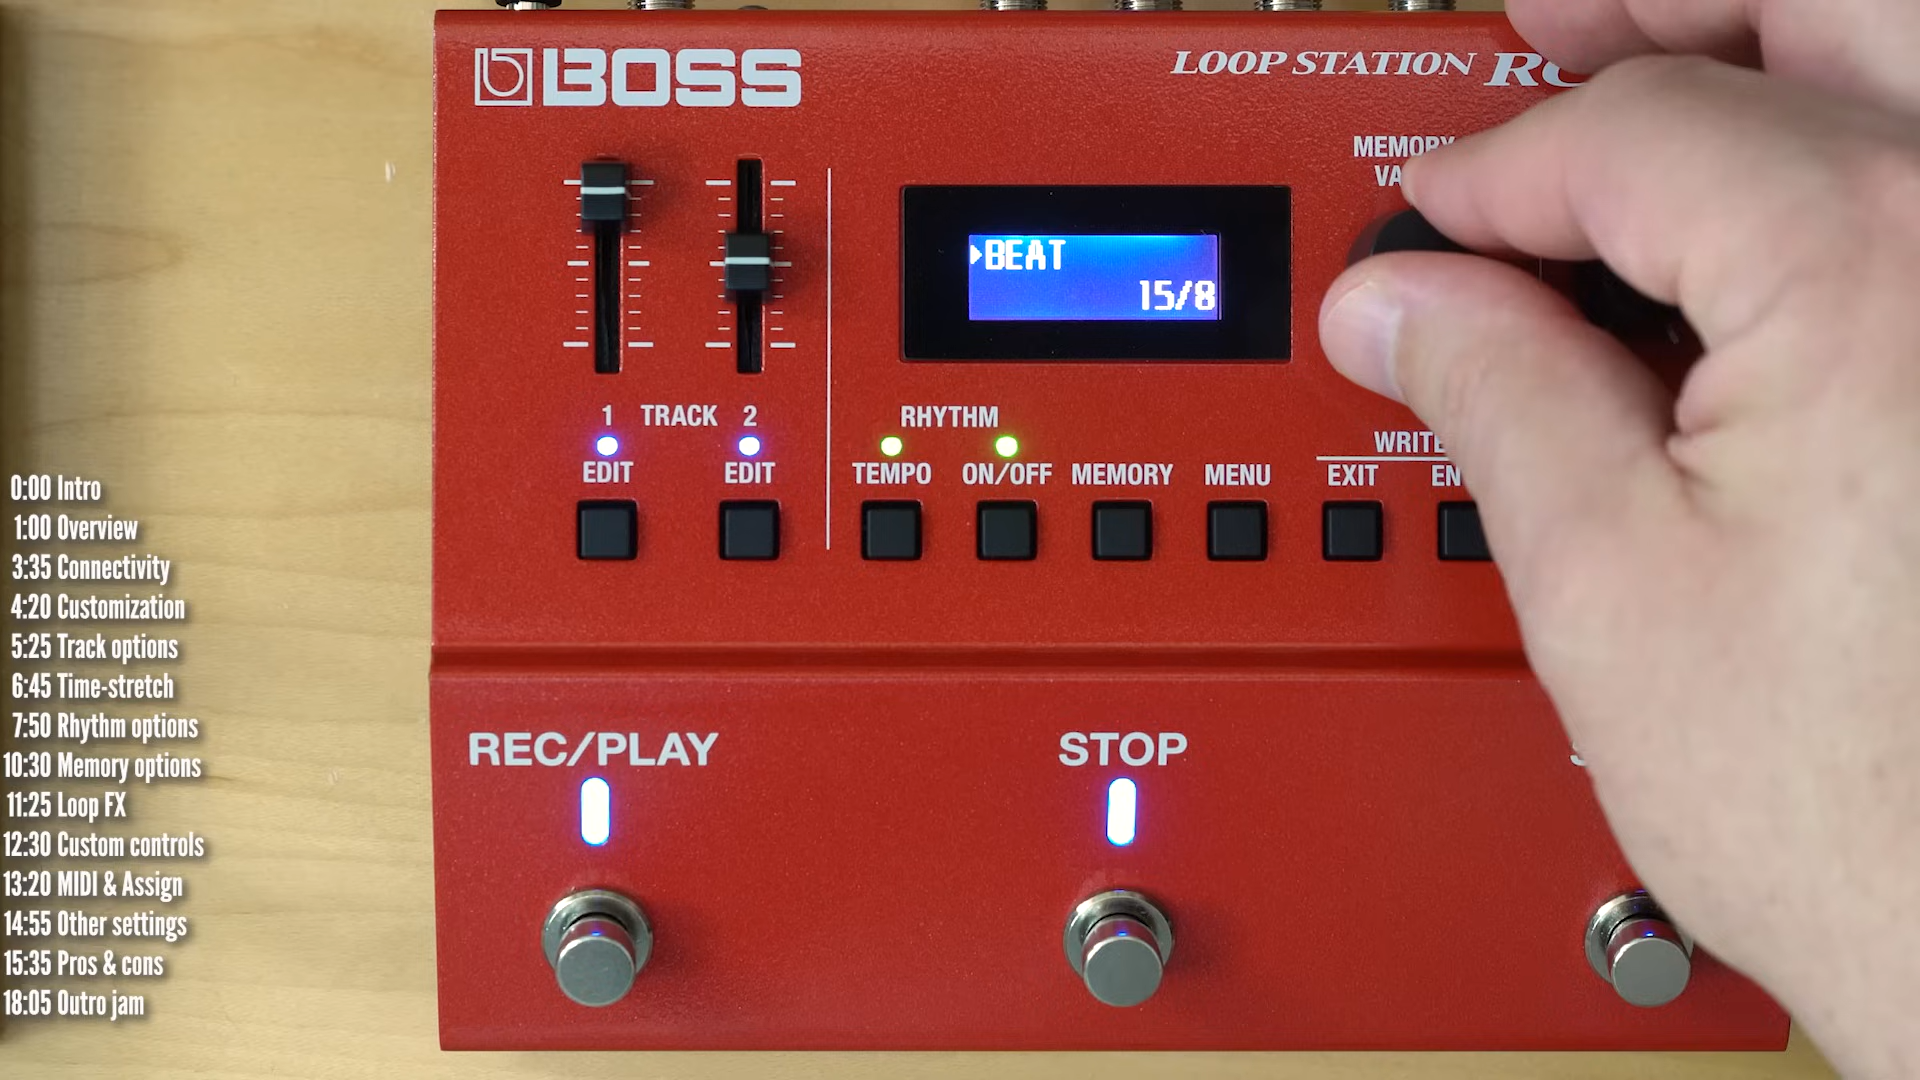 BOSS
LOOP STATION
MEMORY
BEAT
15/8
1 TRACK 2
EDIT EDIT
RHYTHM
TEMPO ON/OFF MEMORY MENU
WRITE
EXIT
REC/PLAY
STOP
0:00 Intro
1:00 Overview
3:35 Connectivity
4:20 Customization
5:25 Track options
6:45 Time-stretch
7:50 Rhythm options
10:30 Memory options
11:25 Loop FX
12:30 Custom controls
13:20 MIDI & Assign
14:55 Other settings
15:35 Pros & cons
18:05 Outro jam